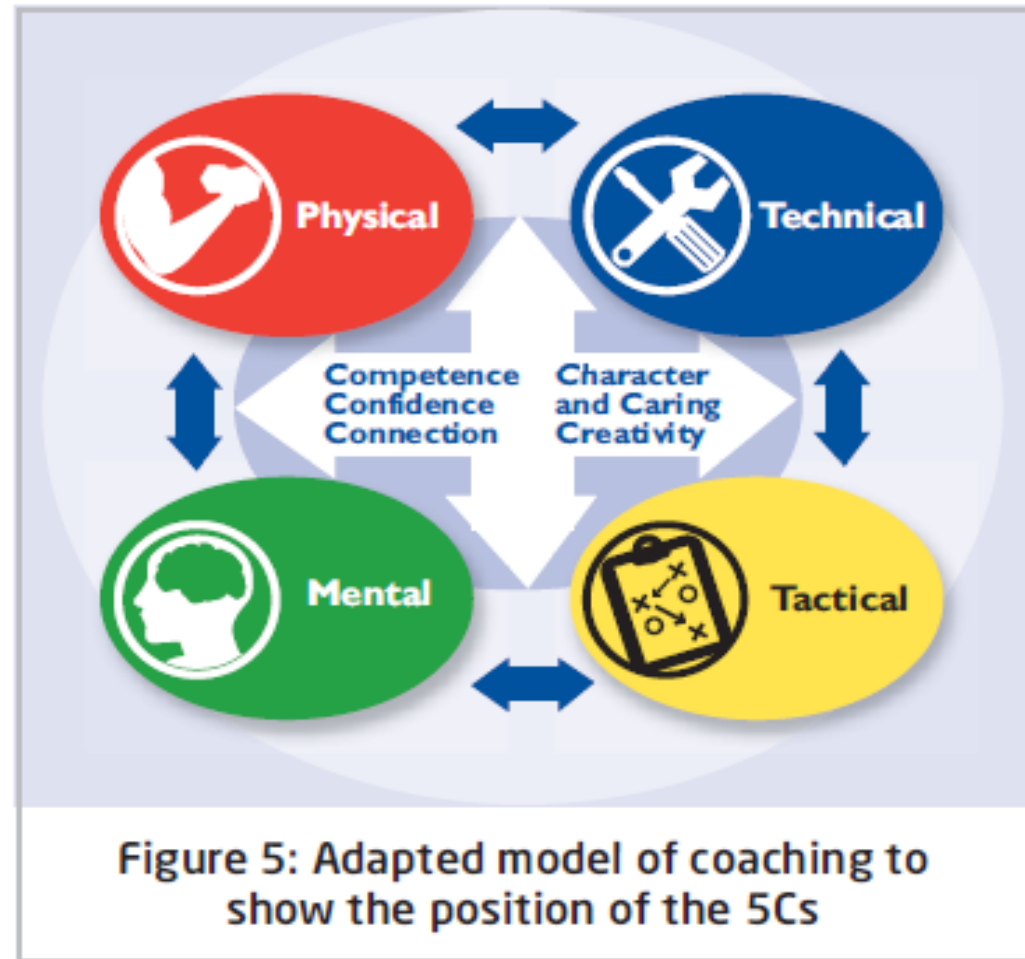 Physical
Technical
Competence
Confidence
Connection
Character
and Caring
Creativity
Mental
Tactical
Figure 5: Adapted model of coaching to
show the position of the 5Cs